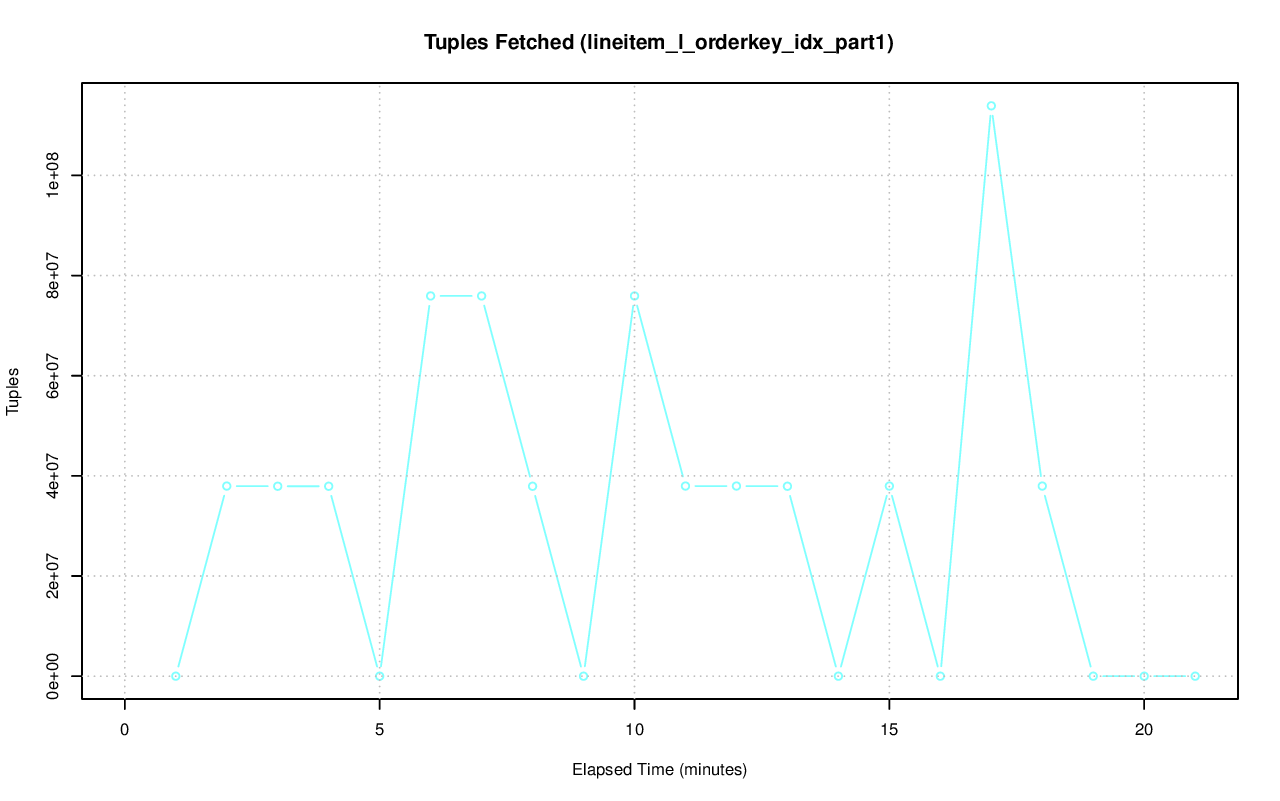 Tuples Fetched (lineitem_l_orderkey_idx_part1)
1e+08
8e+07
6e+07
4e+07
2e+07
0e+00
Tuples
0 5 10 15 20
Elapsed Time (minutes)